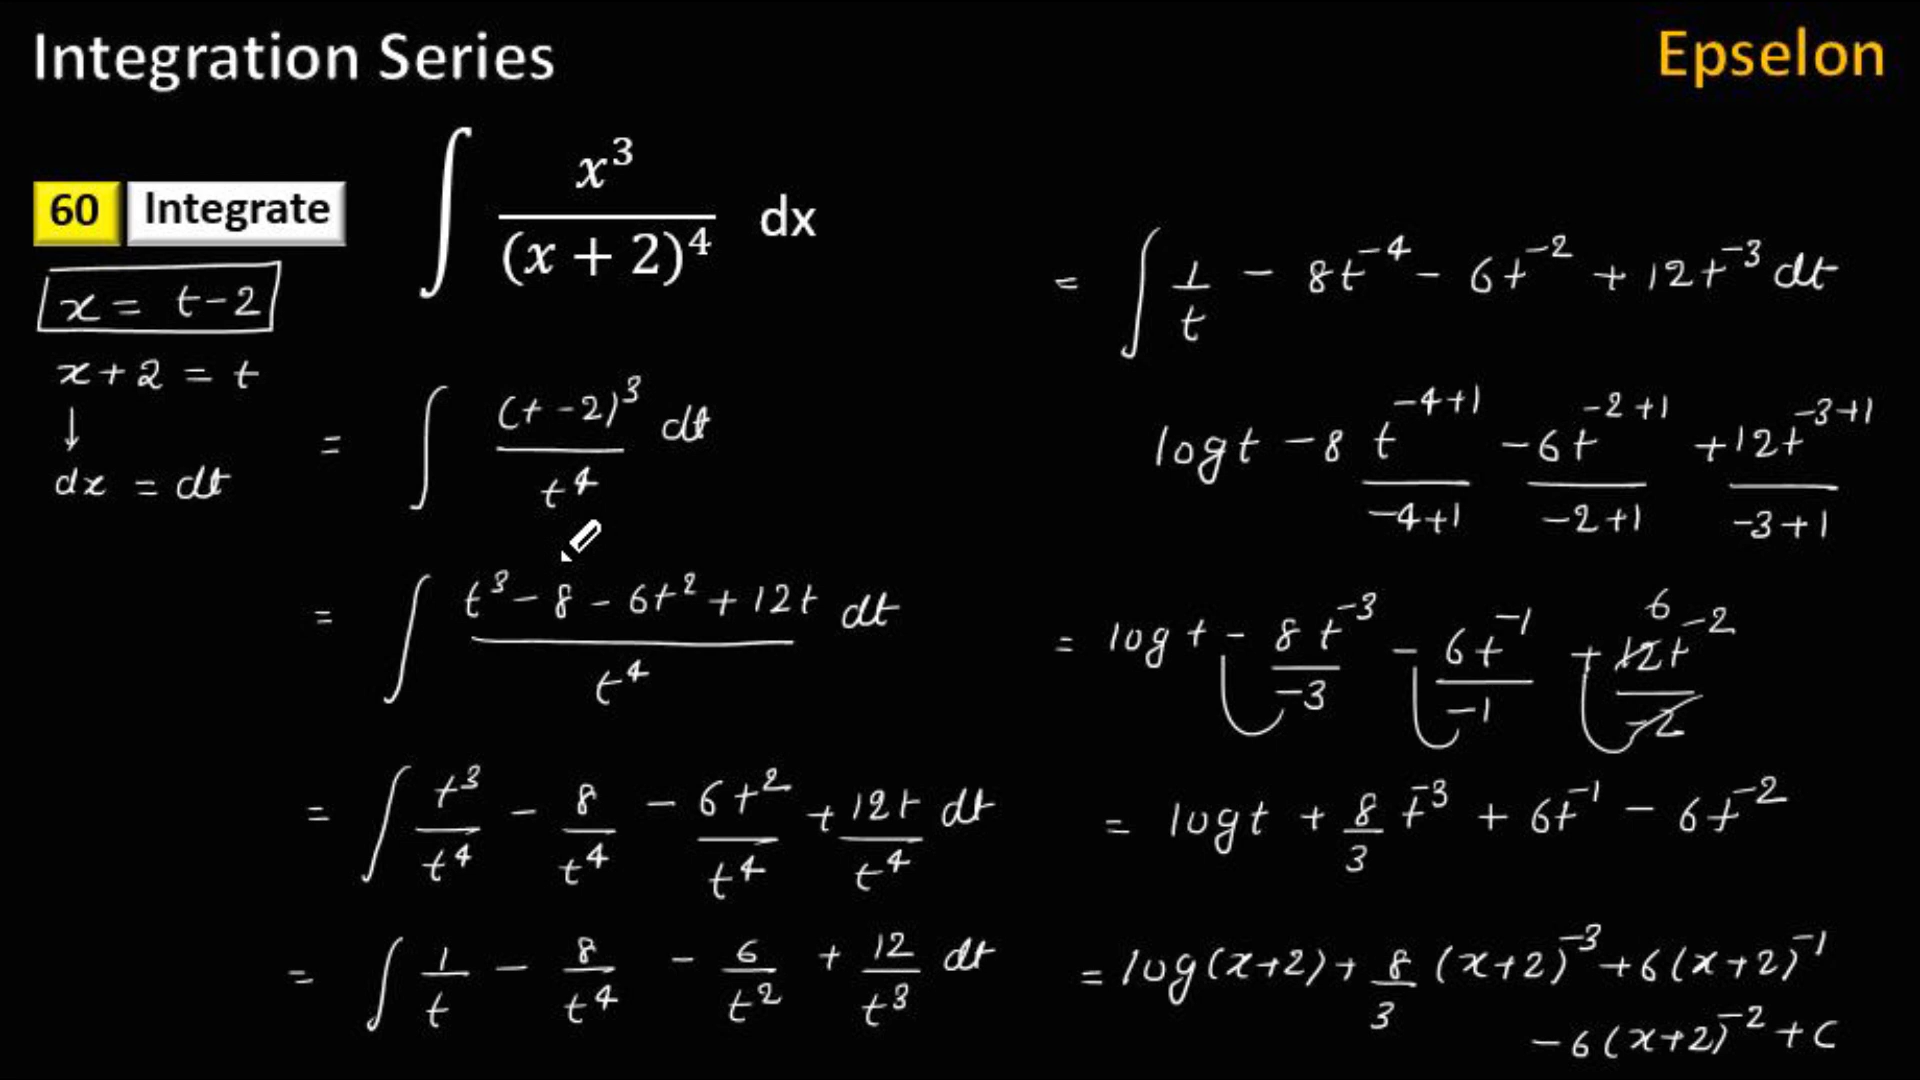 Integration Series
Epselon
60 Integrate
∫ x³/(x + 2)⁴ dx
x = t-2
x+2 = t
↓
dx = dt
= ∫ (t-2)³/t⁴ dt
= ∫ (t³ - 8 - 6t² + 12t)/t⁴ dt
= ∫ t³/t⁴ - 8/t⁴ - 6t²/t⁴ + 12t/t⁴ dt
= ∫ 1/t - 8/t⁴ - 6/t² + 12/t³ dt
= ∫ 1/t - 8t⁻⁴ - 6t⁻² + 12t⁻³ dt
logt - 8 t⁻⁴⁺¹/-4+1 - 6t⁻²⁺¹/-2+1 + 12t⁻³⁺¹/-3+1
= logt - 8t⁻³/-3 - 6t⁻¹/-1 + 12t⁻²/-2 6
= logt + 8/3 t⁻³ + 6t⁻¹ - 6t⁻²
= log(x+2) + 8/3 (x+2)⁻³ + 6(x+2)⁻¹
- 6(x+2)⁻² + C